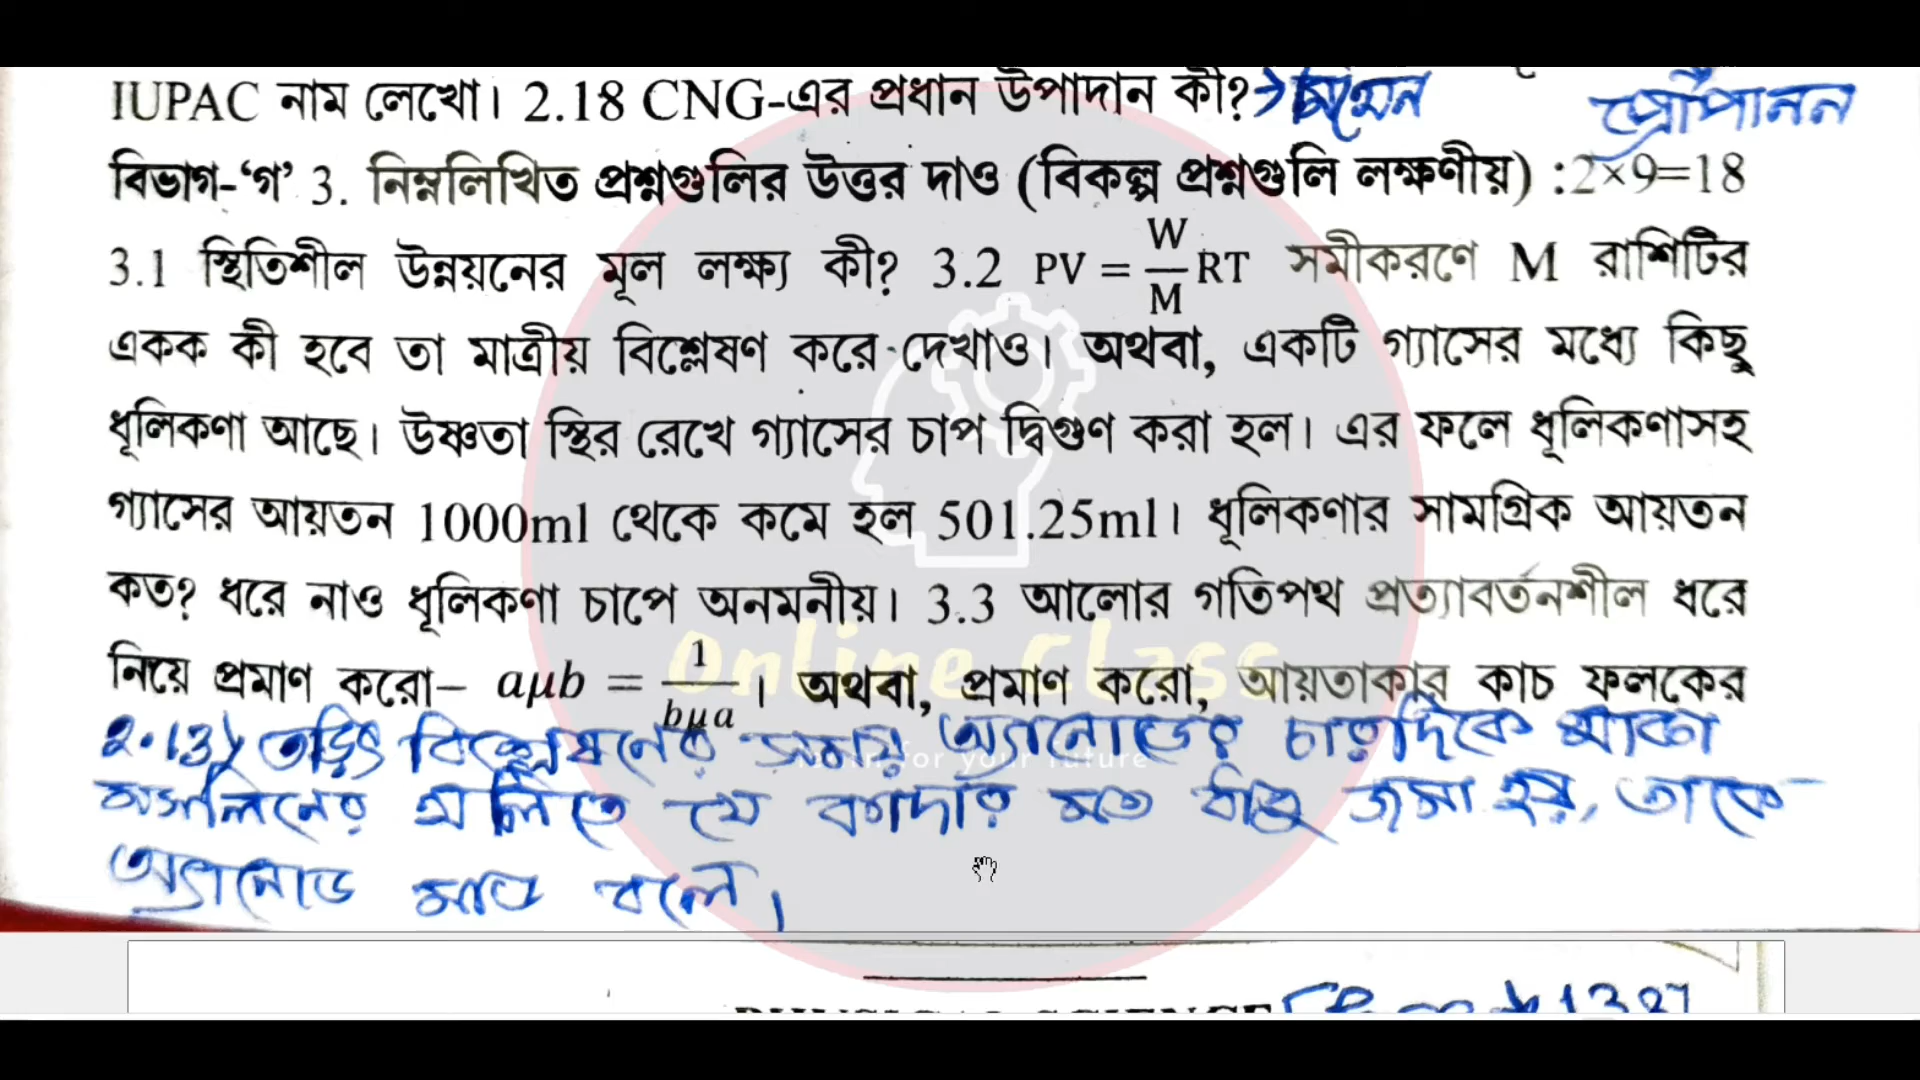 IUPAC নাম লেখো। 2.18 CNG-এর প্রধান উপাদান কী?→ মিথেন প্রোপানন
বিভাগ-‘গ’ 3. নিম্নলিখিত প্রশ্নগুলির উত্তর দাও (বিকল্প প্রশ্নগুলি লক্ষণীয়) :2×9=18
3.1 স্থিতিশীল উন্নয়নের মূল লক্ষ্য কী? 3.2 PV = W/M RT সমীকরণে M রাশিটির
একক কী হবে তা মাত্রীয় বিশ্লেষণ করে দেখাও। অথবা, একটি গ্যাসের মধ্যে কিছু
ধূলিকণা আছে। উষ্ণতা স্থির রেখে গ্যাসের চাপ দ্বিগুণ করা হল। এর ফলে ধূলিকণাসহ
গ্যাসের আয়তন 1000ml থেকে কমে হল 501.25ml। ধূলিকণার সামগ্রিক আয়তন
কত? ধরে নাও ধূলিকণা চাপে অনমনীয়। 3.3 আলোর গতিপথ প্রত্যাবর্তনশীল ধরে
নিয়ে প্রমাণ করো– aμb = 1/bμa। অথবা, প্রমাণ করো, আয়তাকার কাচ ফলকের
Online Class
2.13) তড়িৎ বিশ্লেষণের সময় অ্যানোডের চারদিকে রাখা
মসলিনের থলিতে যে কাদার মত ধাতু জমা হয়, তাকে
অ্যানোড মাড বলে।